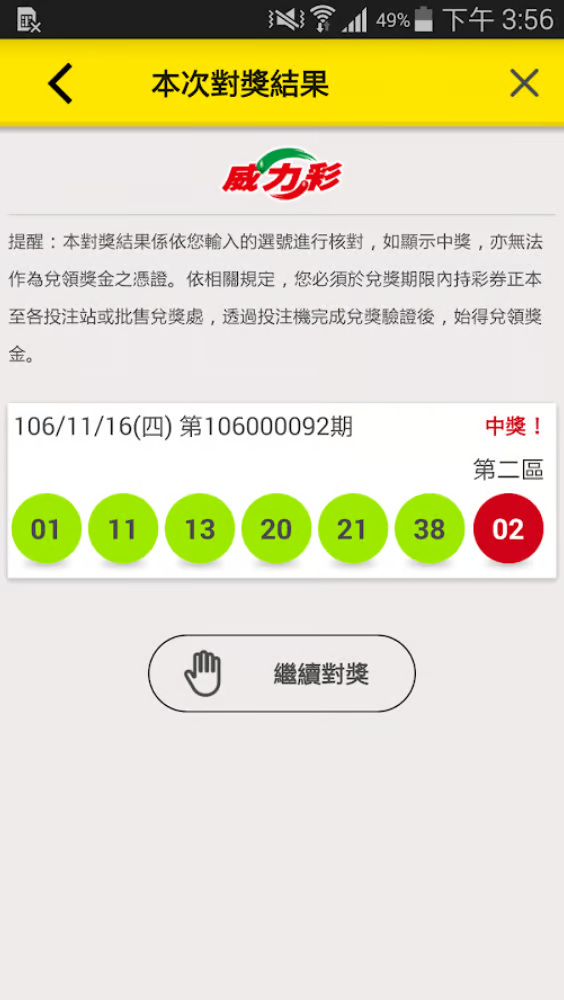 49% 下午 3:56
本次對獎結果
威力彩
提醒：本對獎結果係依您輸入的選號進行核對，如顯示中獎，亦無法
作為兌領獎金之憑證。依相關規定，您必須於兌獎期限內持彩券正本
至各投注站或批售兌獎處，透過投注機完成兌獎驗證後，始得兌領獎
金。
106/11/16(四) 第106000092期 中獎！
第二區
01 11 13 20 21 38 02
繼續對獎